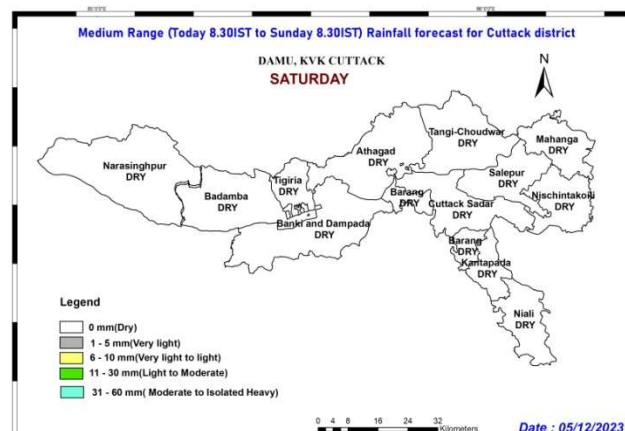 Medium Range (Today 8.30IST to Sunday 8.30IST) Rainfall forecast for Cuttack district
DAMU, KVK CUTTACK
SATURDAY
N
Tangi-Choudwar
DRY
Mahanga
DRY
Athagad
DRY
Narasinghpur
DRY
Salepur
DRY
Tigiria
DRY
Badamba
DRY
Barang
DRY
Nischintakoili
DRY
Cuttack Sadar
DRY
Banki and Dampada
DRY
Barang
DRY
Kantapada
DRY
Niali
DRY
Legend
0 mm(Dry)
1 - 5 mm(Very light)
6 - 10 mm(Very light to light)
11 - 30 mm(Light to Moderate)
31 - 60 mm( Moderate to Isolated Heavy)
0 4 8 16 24 32
Kilometers
Date : 05/12/2023